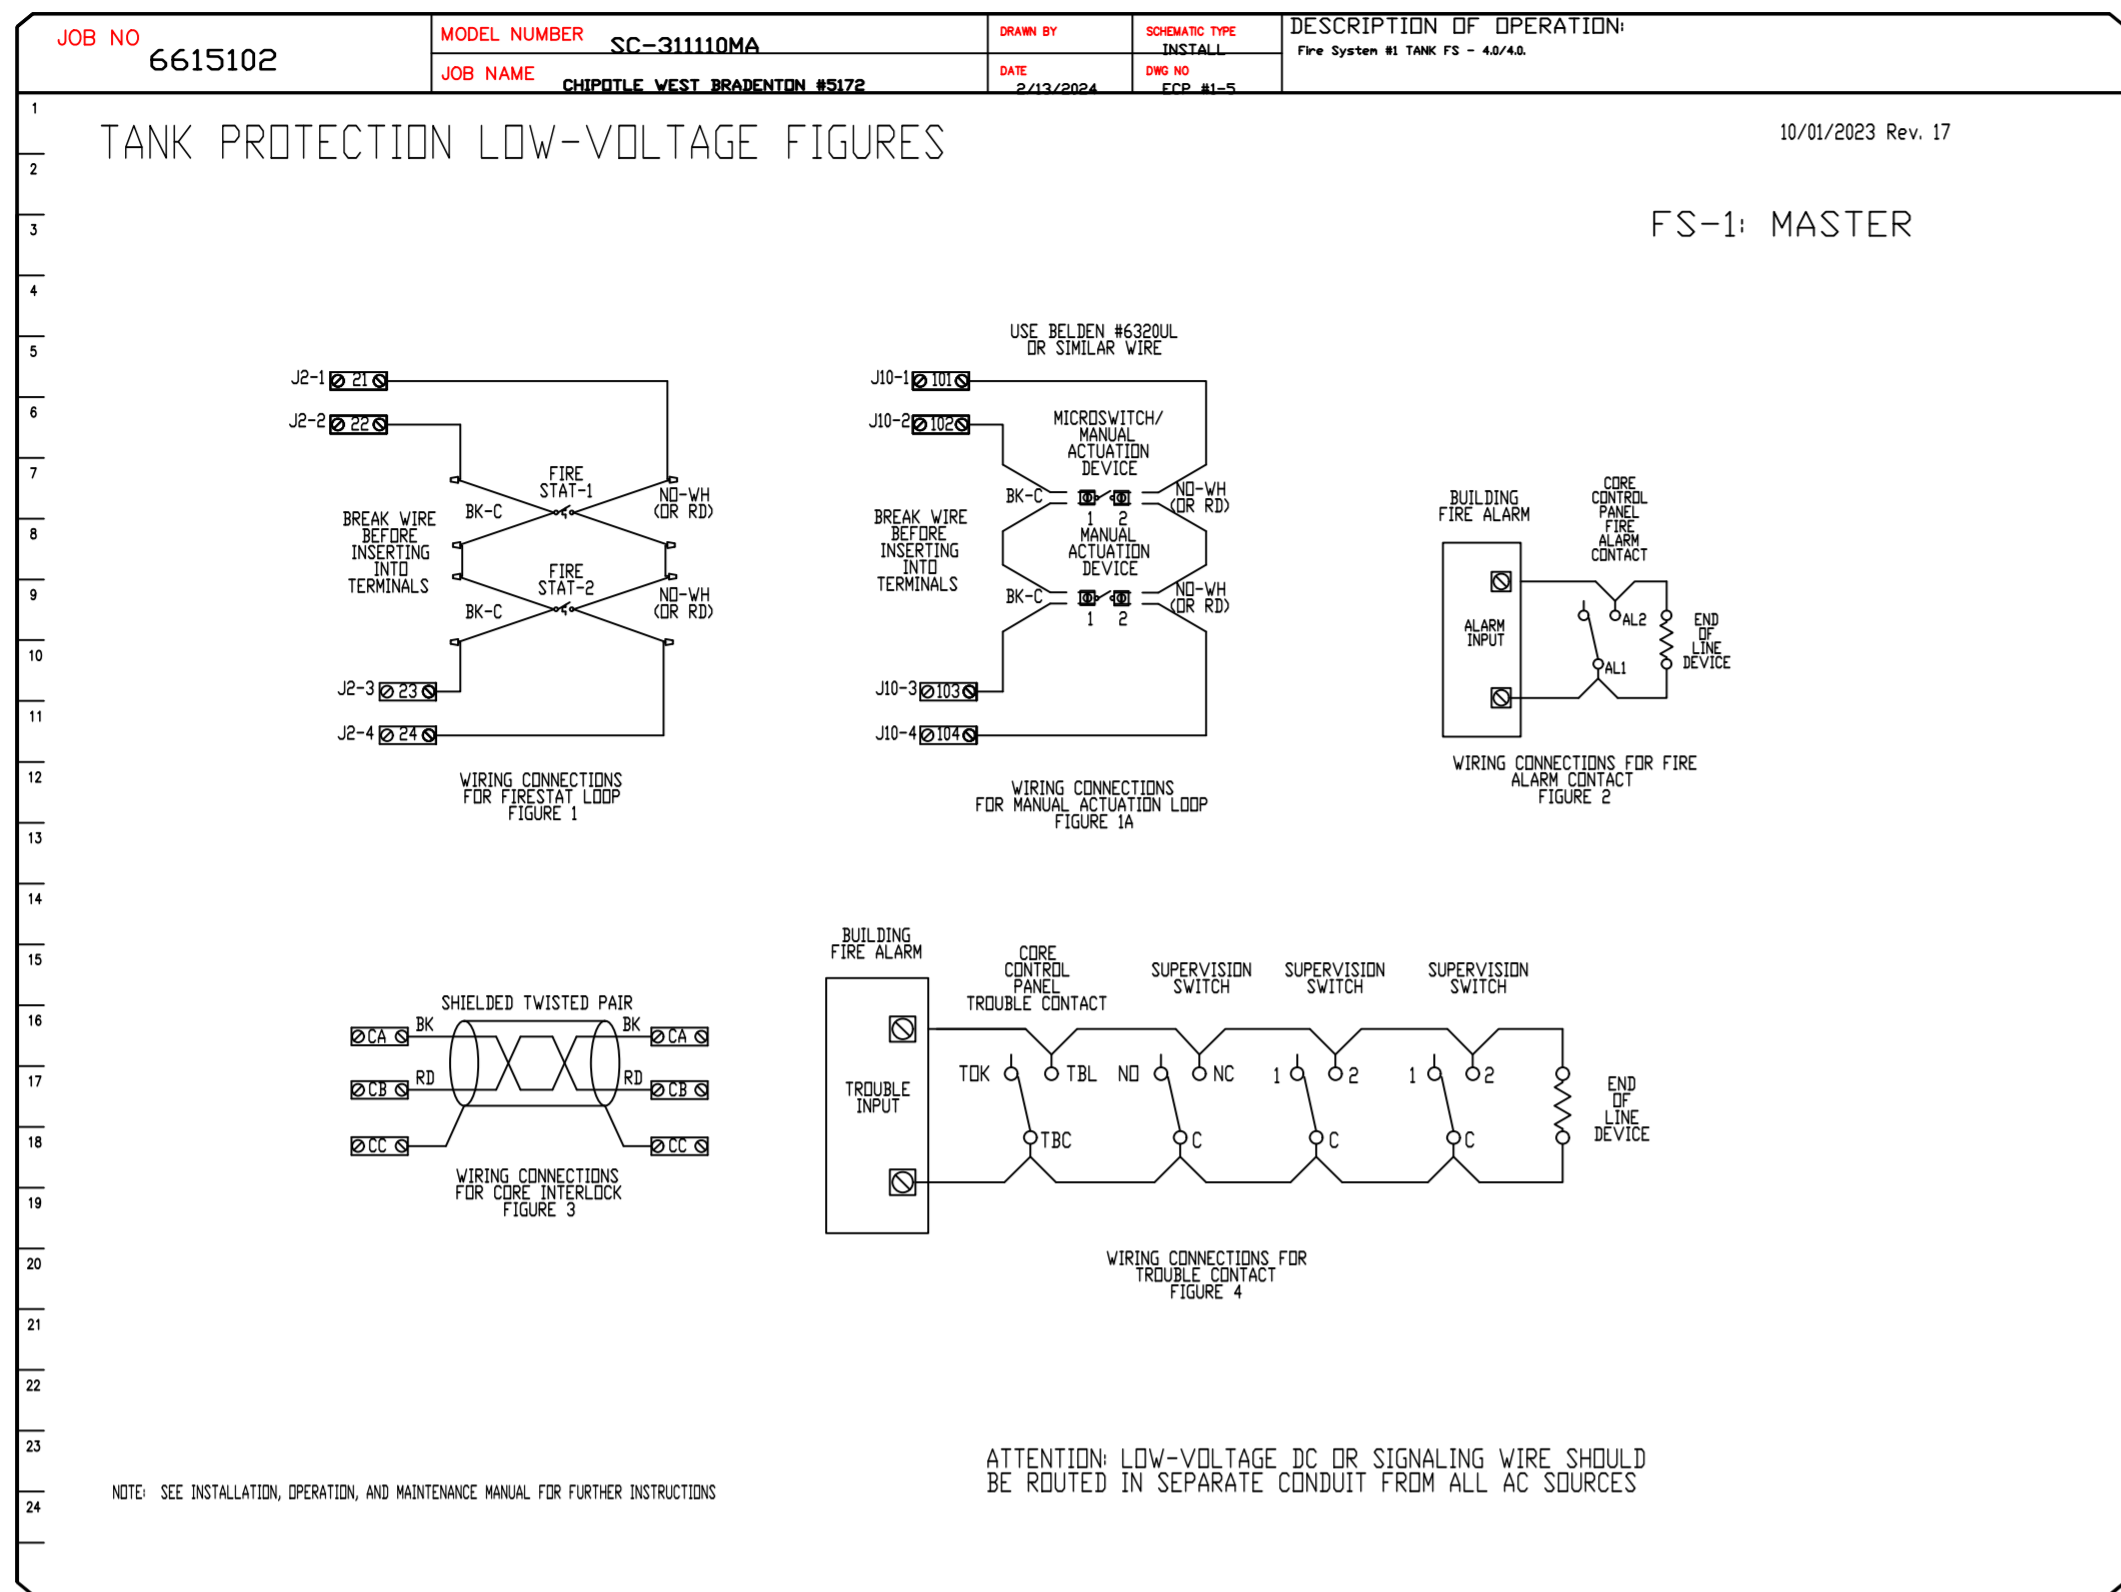 JOB NO 6615102
MODEL NUMBER SC-311110MA
JOB NAME CHIPOTLE WEST BRADENTON #5172
DRAWN BY
DATE 2/13/2024
SCHEMATIC TYPE
INSTALL
DWG NO
ECP #1-5
DESCRIPTION OF OPERATION:
Fire System #1 TANK FS - 4.0/4.0.
TANK PROTECTION LOW-VOLTAGE FIGURES
10/01/2023 Rev. 17
FS-1: MASTER
1
2
3
4
5
6
7
8
9
10
11
12
13
14
15
16
17
18
19
20
21
22
23
24
J2-1 21
J2-2 22
FIRE
STAT-1
BK-C
NO-WH
(OR RD)
BREAK WIRE
BEFORE
INSERTING
INTO
TERMINALS
FIRE
STAT-2
BK-C
NO-WH
(OR RD)
J2-3 23
J2-4 24
WIRING CONNECTIONS
FOR FIRESTAT LOOP
FIGURE 1
USE BELDEN #6320UL
OR SIMILAR WIRE
J10-1 101
J10-2 102
MICROSWITCH/
MANUAL
ACTUATION
DEVICE
BK-C
NO-WH
(OR RD)
1 2
BREAK WIRE
BEFORE
INSERTING
INTO
TERMINALS
MANUAL
ACTUATION
DEVICE
BK-C
NO-WH
(OR RD)
1 2
J10-3 103
J10-4 104
WIRING CONNECTIONS
FOR MANUAL ACTUATION LOOP
FIGURE 1A
BUILDING
FIRE ALARM
CORE
CONTROL
PANEL
FIRE
ALARM
CONTACT
ALARM
INPUT
AL2
AL1
END
OF
LINE
DEVICE
WIRING CONNECTIONS FOR FIRE
ALARM CONTACT
FIGURE 2
SHIELDED TWISTED PAIR
CA BK BK CA
CB RD RD CB
CC CC
WIRING CONNECTIONS
FOR CORE INTERLOCK
FIGURE 3
BUILDING
FIRE ALARM
CORE
CONTROL
PANEL
TROUBLE CONTACT
SUPERVISION
SWITCH
SUPERVISION
SWITCH
SUPERVISION
SWITCH
TROUBLE
INPUT
TOK TBL NO NC 1 2 1 2
TBC C C C
END
OF
LINE
DEVICE
WIRING CONNECTIONS FOR
TROUBLE CONTACT
FIGURE 4
ATTENTION: LOW-VOLTAGE DC OR SIGNALING WIRE SHOULD
BE ROUTED IN SEPARATE CONDUIT FROM ALL AC SOURCES
NOTE: SEE INSTALLATION, OPERATION, AND MAINTENANCE MANUAL FOR FURTHER INSTRUCTIONS